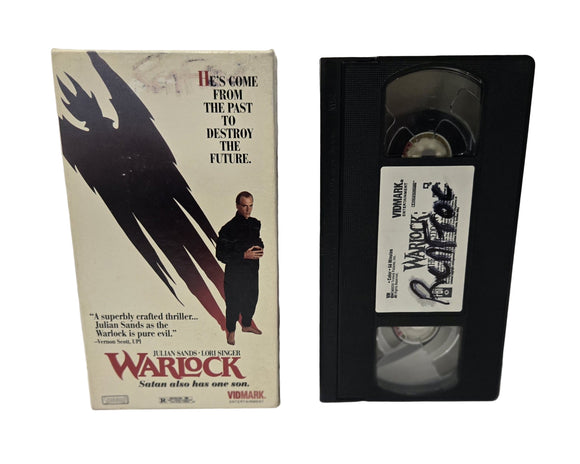 HE'S COME
FROM
THE PAST
TO
DESTROY
THE
FUTURE.
"A superbly crafted thriller...
Julian Sands as the
Warlock is pure evil."
–Vernon Scott, UPI
JULIAN SANDS • LORI SINGER
WARLOCK
Satan also has one son.
R
VIDMARK
ENTERTAINMENT
VIDMARK
ENTERTAINMENT
WARLOCK